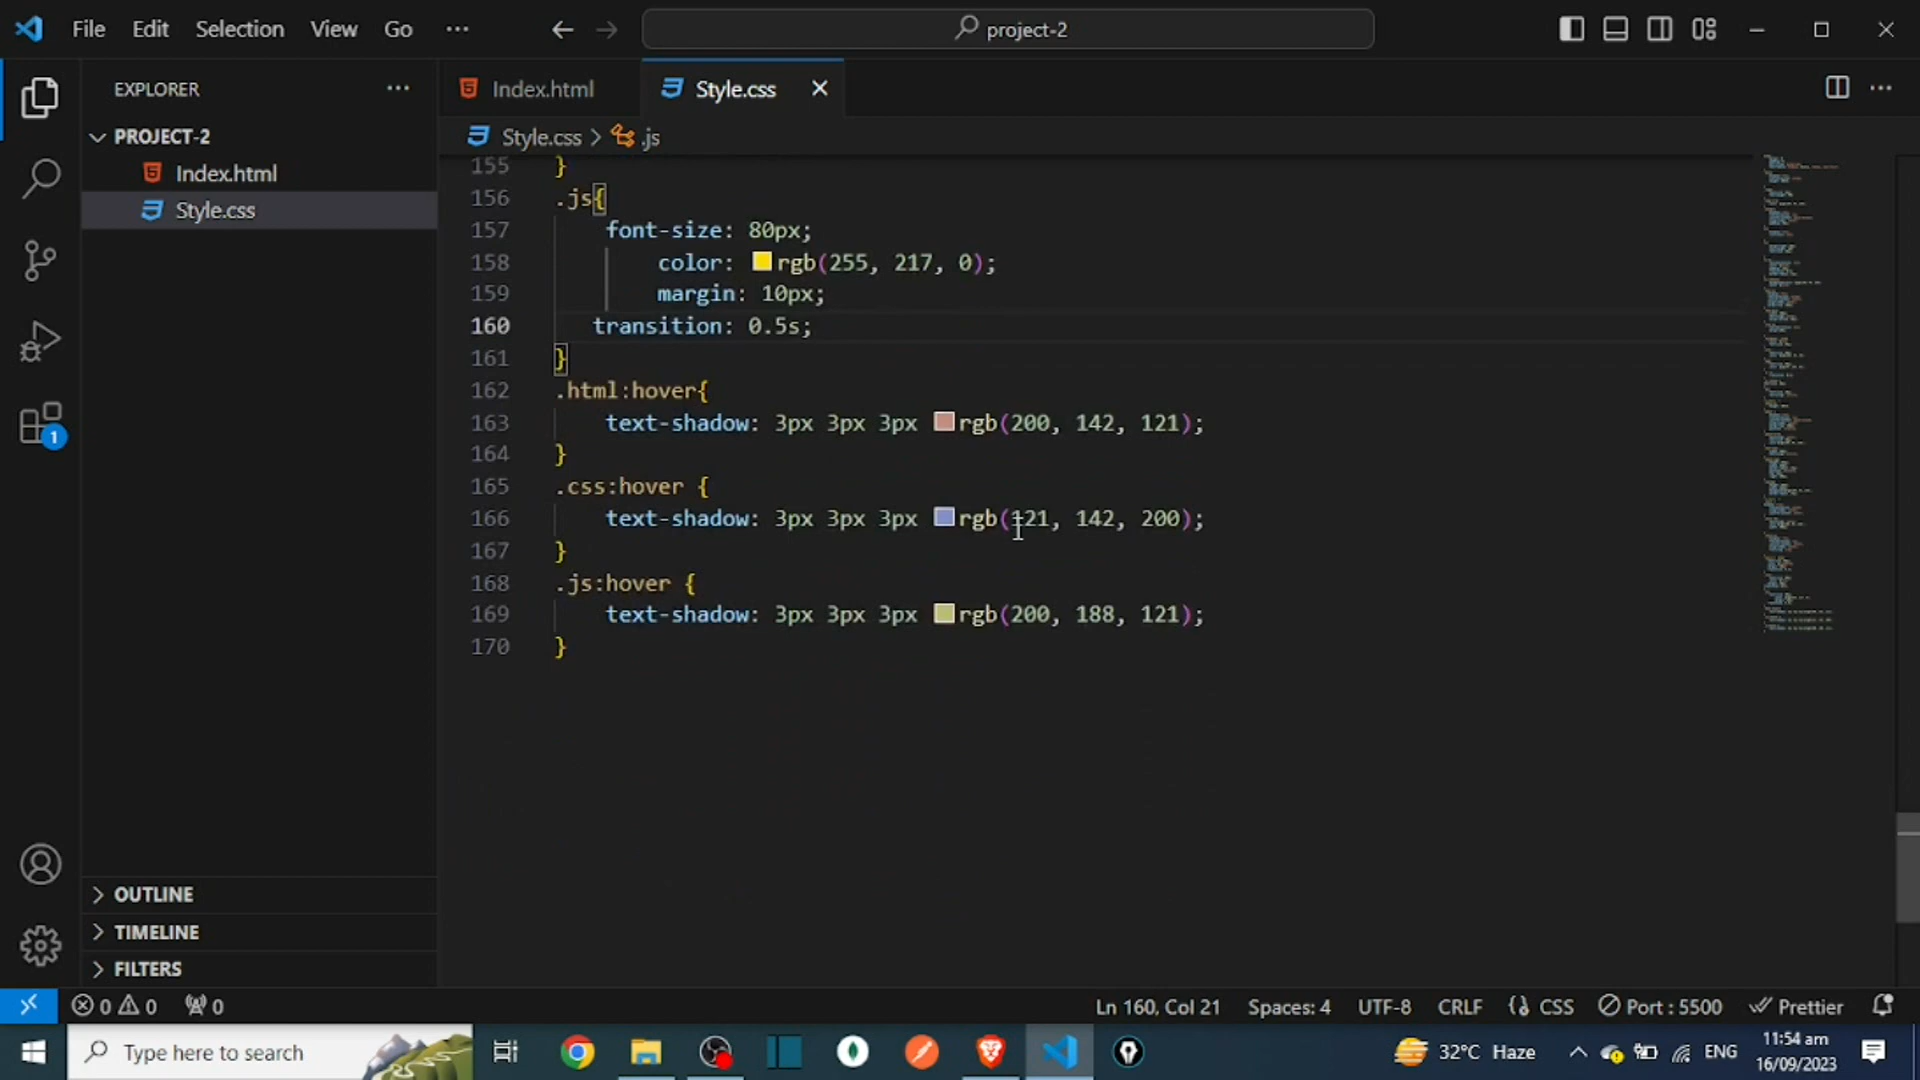 File Edit Selection View Go ···
project-2
EXPLORER ···
PROJECT-2
Index.html
Style.css
OUTLINE
TIMELINE
FILTERS
Index.html
Style.css
Style.css > .js
155 }
156 .js{
157 font-size: 80px;
158 color: rgb(255, 217, 0);
159 margin: 10px;
160 transition: 0.5s;
161 }
162 .html:hover{
163 text-shadow: 3px 3px 3px rgb(200, 142, 121);
164 }
165 .css:hover {
166 text-shadow: 3px 3px 3px rgb(121, 142, 200);
167 }
168 .js:hover {
169 text-shadow: 3px 3px 3px rgb(200, 188, 121);
170 }
1
0 0 0
Ln 160, Col 21 Spaces: 4 UTF-8 CRLF {} CSS Port : 5500 Prettier
Type here to search
32°C Haze
ENG
11:54 am
16/09/2023